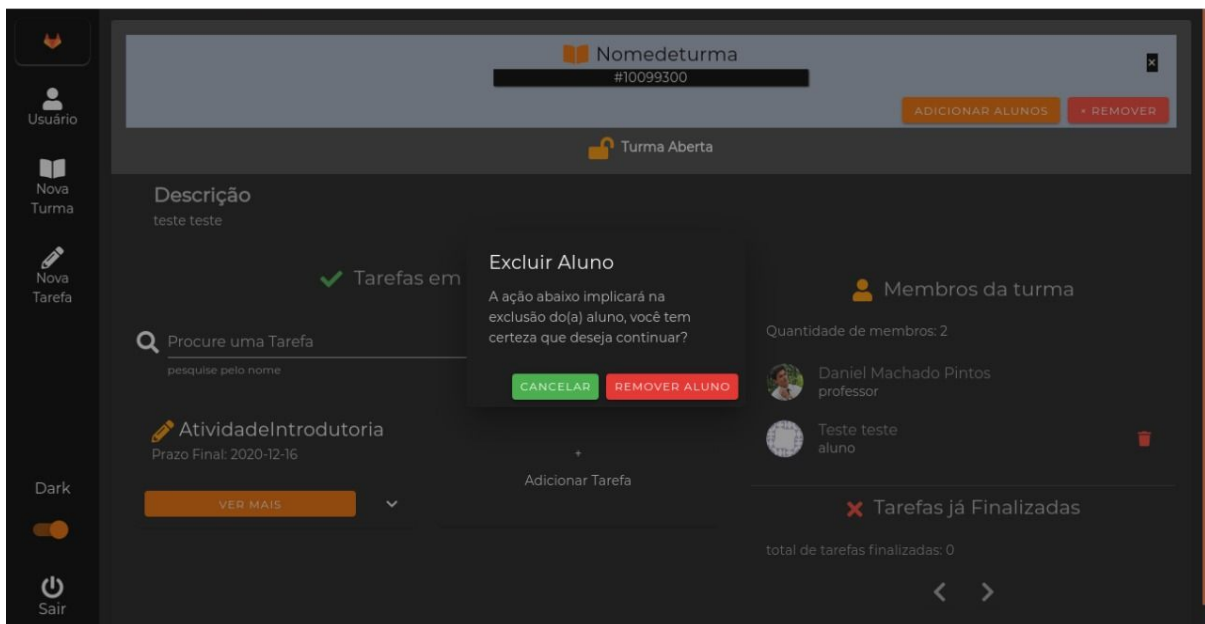 Usuário
Nova
Turma
Nova
Tarefa
Dark
Sair
Nomedeturma
#10099300
×
ADICIONAR ALUNOS
× REMOVER
Turma Aberta
Descrição
teste teste
Tarefas em
Procure uma Tarefa
pesquise pelo nome
AtividadeIntrodutoria
Prazo Final: 2020-12-16
VER MAIS
+
Adicionar Tarefa
Excluir Aluno
A ação abaixo implicará na
exclusão do(a) aluno, você tem
certeza que deseja continuar?
CANCELAR
REMOVER ALUNO
Membros da turma
Quantidade de membros: 2
Daniel Machado Pintos
professor
Teste teste
aluno
Tarefas já Finalizadas
total de tarefas finalizadas: 0